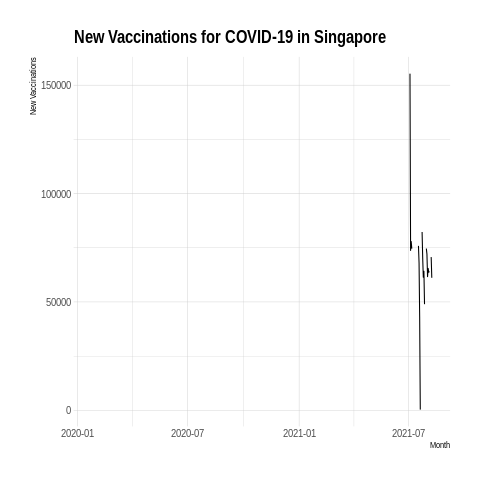 New Vaccinations for COVID-19 in Singapore
New Vaccinations
150000
100000
50000
0
2020-01
2020-07
2021-01
2021-07
Month